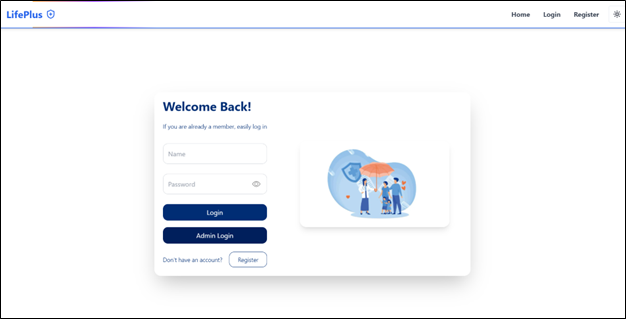 LifePlus
Home Login Register
Welcome Back!
If you are already a member, easily log in
Name
Password
Login
Admin Login
Don't have an account? Register